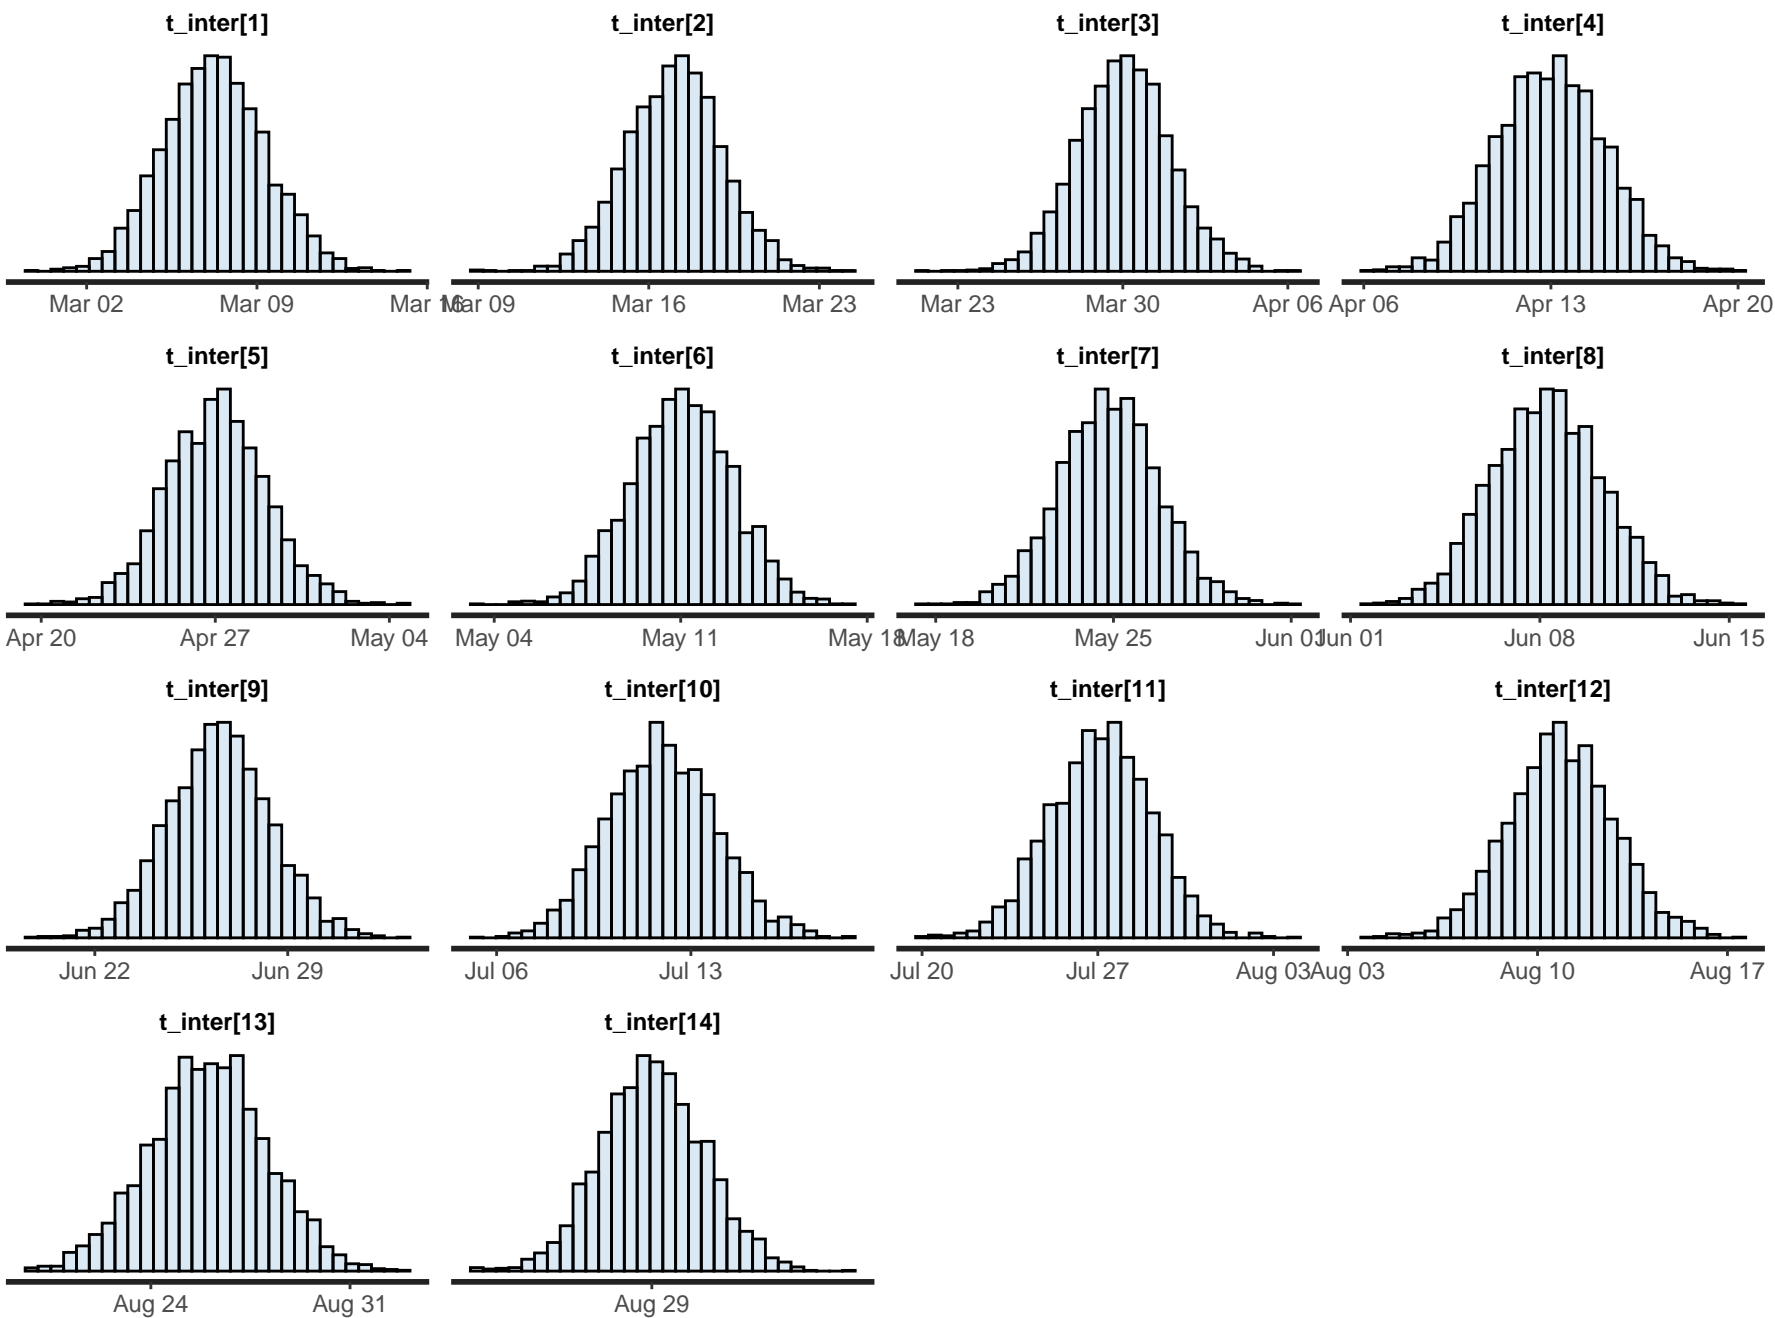 t_inter[1] t_inter[2] t_inter[3] t_inter[4]
Mar 02 Mar 09 Mar 16 Mar 09 Mar 16 Mar 23 Mar 23 Mar 30 Apr 06 Apr 06 Apr 13 Apr 20
t_inter[5] t_inter[6] t_inter[7] t_inter[8]
Apr 20 Apr 27 May 04 May 04 May 11 May 18 May 18 May 25 Jun 01 Jun 01 Jun 08 Jun 15
t_inter[9] t_inter[10] t_inter[11] t_inter[12]
Jun 22 Jun 29 Jul 06 Jul 13 Jul 20 Jul 27 Aug 03 Aug 03 Aug 10 Aug 17
t_inter[13] t_inter[14]
Aug 24 Aug 31 Aug 29